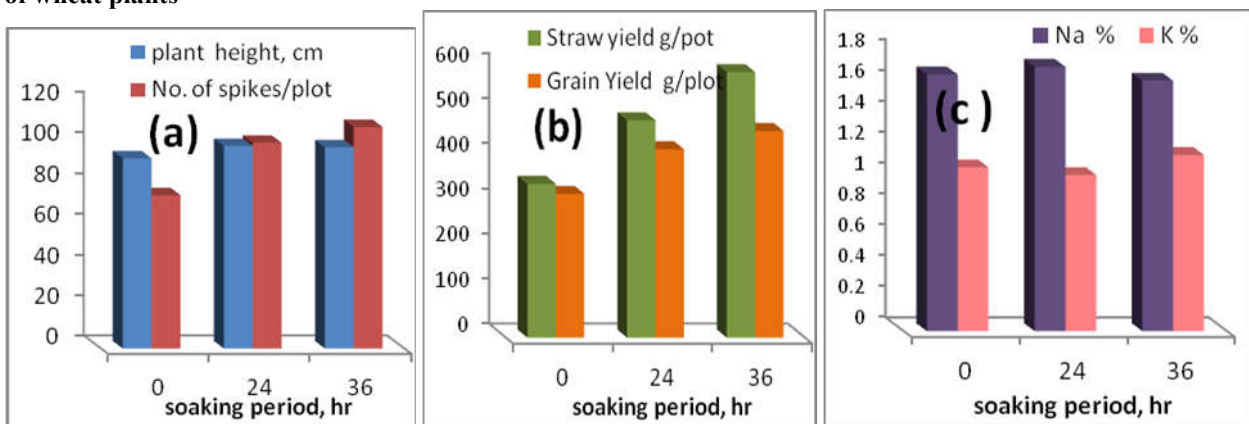 of wheat plants
plant height, cm
No. of spikes/plot
(a)
120
100
80
60
40
20
0
0 24 36
soaking period, hr
Straw yield g/pot
Grain Yield g/plot
(b)
600
500
400
300
200
100
0
0 24 36
soaking period, hr
Na % K %
(c )
1.8
1.6
1.4
1.2
1
0.8
0.6
0.4
0.2
0
0 24 36
soaking period, hr